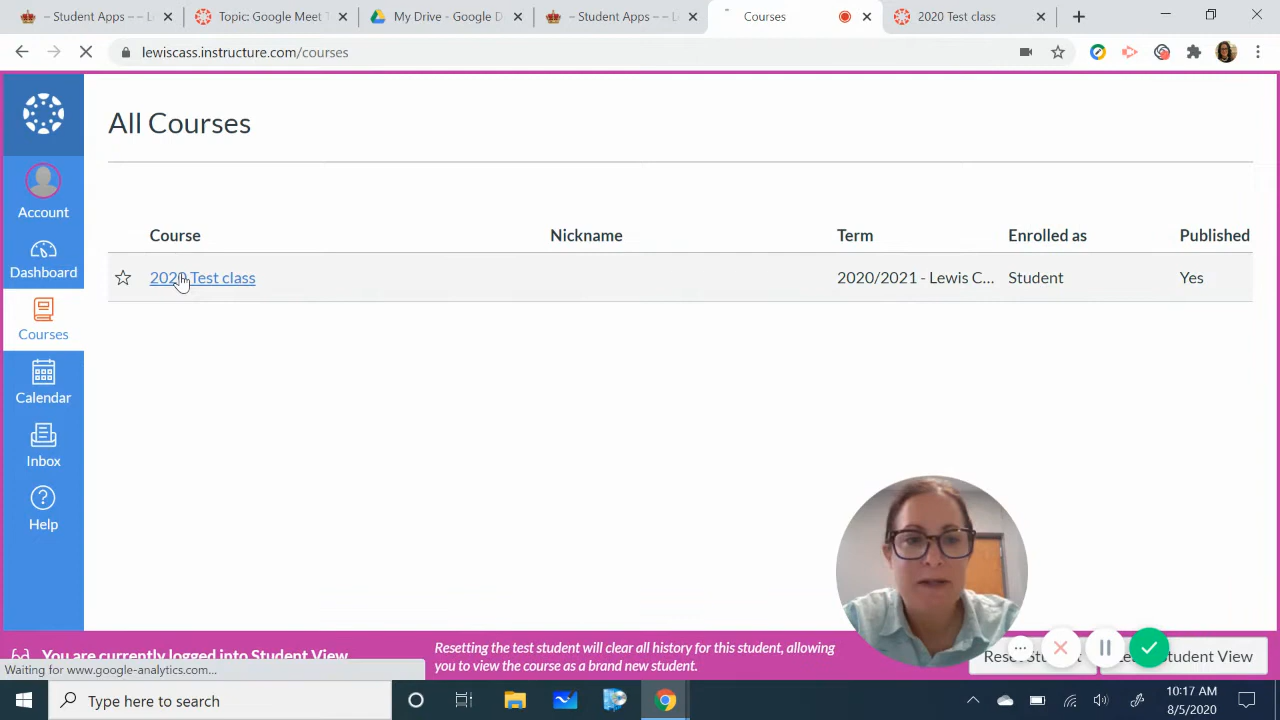 – Student Apps –– L
Topic: Google Meet T
My Drive - Google D
– Student Apps –– L
Courses
2020 Test class
lewiscass.instructure.com/courses
All Courses
Account
Dashboard
Courses
Calendar
Inbox
Help
Course Nickname Term Enrolled as Published
2020 Test class 2020/2021 - Lewis C... Student Yes
You are currently logged into Student View
Resetting the test student will clear all history for this student, allowing
you to view the course as a brand new student.
Reset Student View
Waiting for www.google-analytics.com...
Type here to search
10:17 AM
8/5/2020